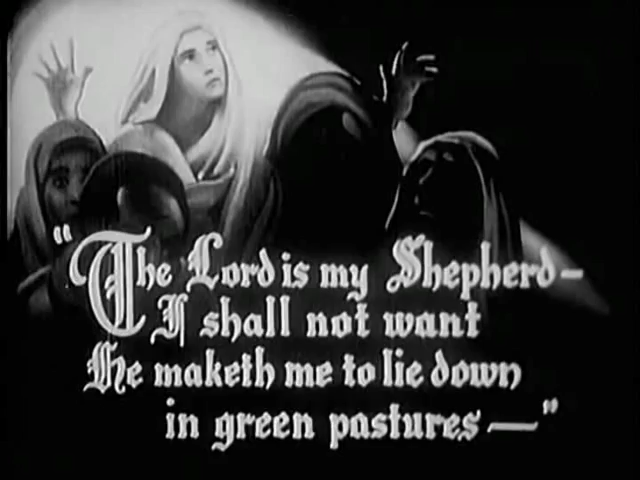 "The Lord is my Shepherd—
I shall not want
He maketh me to lie down
in green pastures—"